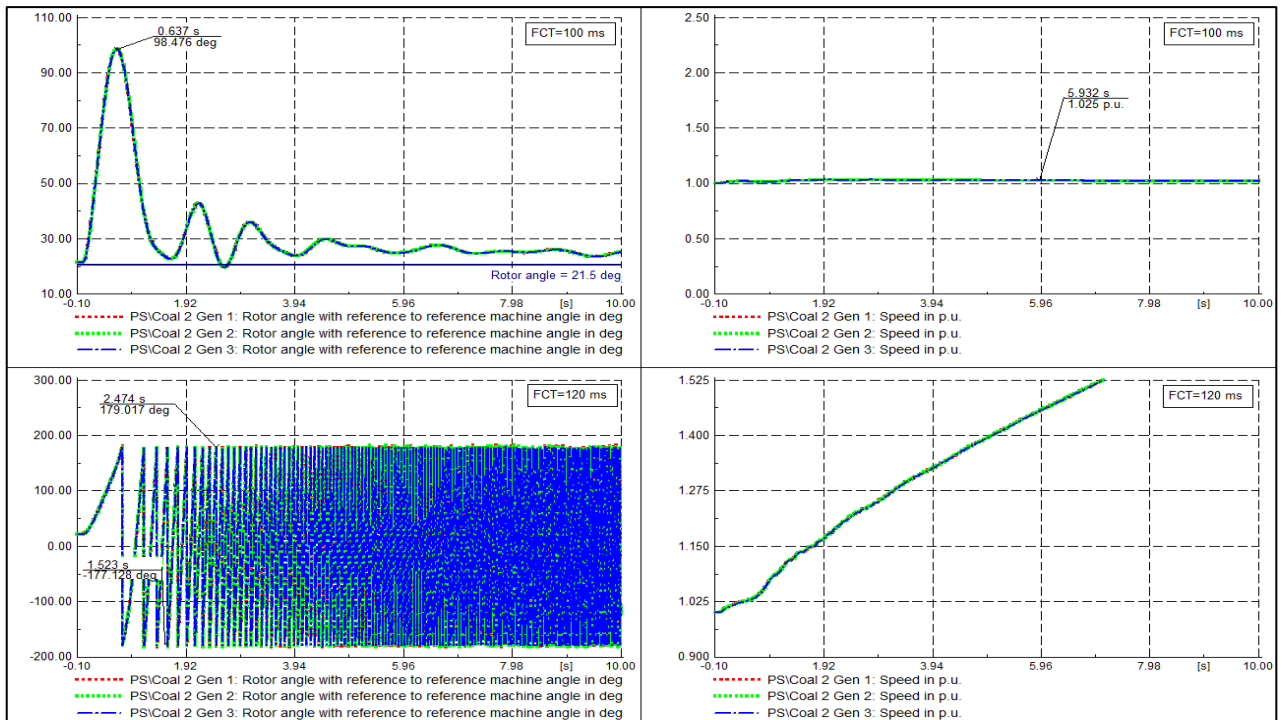 110.00
90.00
70.00
50.00
30.00
10.00
0.637 s
98.476 deg
FCT=100 ms
Rotor angle = 21.5 deg
-0.10 1.92 3.94 5.96 7.98 [s] 10.00
PS\Coal 2 Gen 1: Rotor angle with reference to reference machine angle in deg
PS\Coal 2 Gen 2: Rotor angle with reference to reference machine angle in deg
PS\Coal 2 Gen 3: Rotor angle with reference to reference machine angle in deg
2.50
2.00
1.50
1.00
0.50
0.00
FCT=100 ms
5.932 s
1.025 p.u.
-0.10 1.92 3.94 5.96 7.98 [s] 10.00
PS\Coal 2 Gen 1: Speed in p.u.
PS\Coal 2 Gen 2: Speed in p.u.
PS\Coal 2 Gen 3: Speed in p.u.
300.00
200.00
100.00
0.00
-100.00
-200.00
2.474 s
179.017 deg
FCT=120 ms
1.523 s
-177.128 deg
-0.10 1.92 3.94 5.96 7.98 [s] 10.00
PS\Coal 2 Gen 1: Rotor angle with reference to reference machine angle in deg
PS\Coal 2 Gen 2: Rotor angle with reference to reference machine angle in deg
PS\Coal 2 Gen 3: Rotor angle with reference to reference machine angle in deg
1.525
1.400
1.275
1.150
1.025
0.900
FCT=120 ms
-0.10 1.92 3.94 5.96 7.98 [s] 10.00
PS\Coal 2 Gen 1: Speed in p.u.
PS\Coal 2 Gen 2: Speed in p.u.
PS\Coal 2 Gen 3: Speed in p.u.